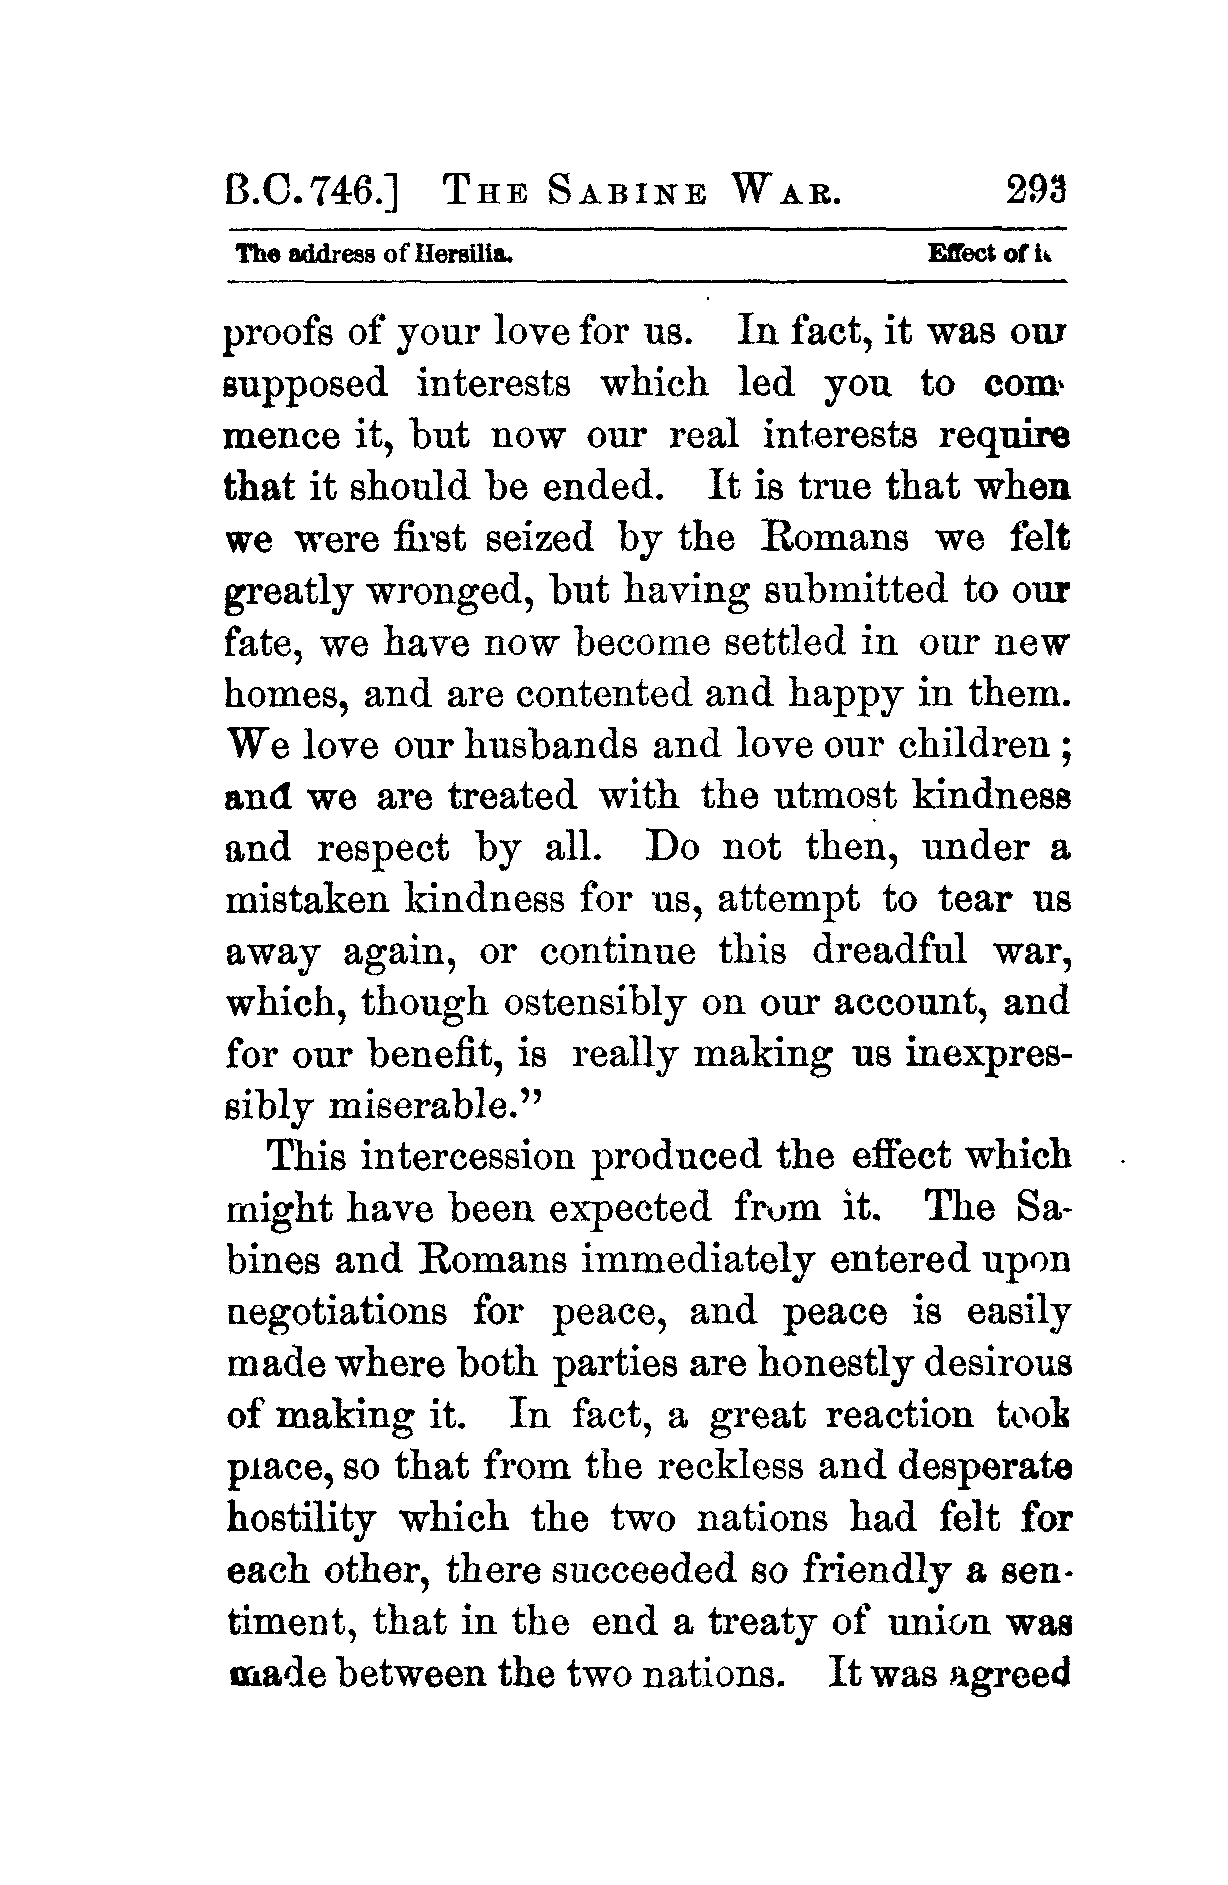 B.C. 746.] THE SABINE WAR. 293
The address of Hersilia. Effect of it.
proofs of your love for us. In fact, it was our
supposed interests which led you to com-
mence it, but now our real interests require
that it should be ended. It is true that when
we were first seized by the Romans we felt
greatly wronged, but having submitted to our
fate, we have now become settled in our new
homes, and are contented and happy in them.
We love our husbands and love our children ;
and we are treated with the utmost kindness
and respect by all. Do not then, under a
mistaken kindness for us, attempt to tear us
away again, or continue this dreadful war,
which, though ostensibly on our account, and
for our benefit, is really making us inexpres-
sibly miserable.”
This intercession produced the effect which
might have been expected from it. The Sa-
bines and Romans immediately entered upon
negotiations for peace, and peace is easily
made where both parties are honestly desirous
of making it. In fact, a great reaction took
place, so that from the reckless and desperate
hostility which the two nations had felt for
each other, there succeeded so friendly a sen-
timent, that in the end a treaty of union was
made between the two nations. It was agreed